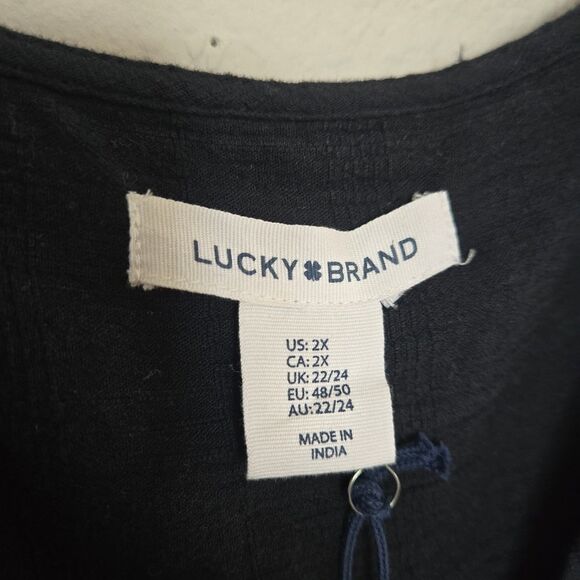 LUCKY BRAND
US: 2X
CA: 2X
UK: 22/24
EU: 48/50
AU: 22/24
MADE IN
INDIA